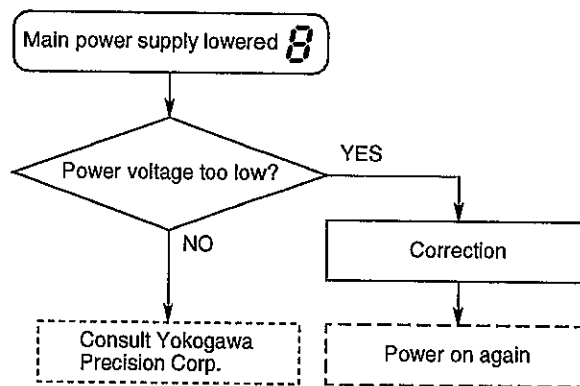 Main power supply lowered 8
Power voltage too low?
YES
NO
Correction
Consult Yokogawa
Precision Corp.
Power on again